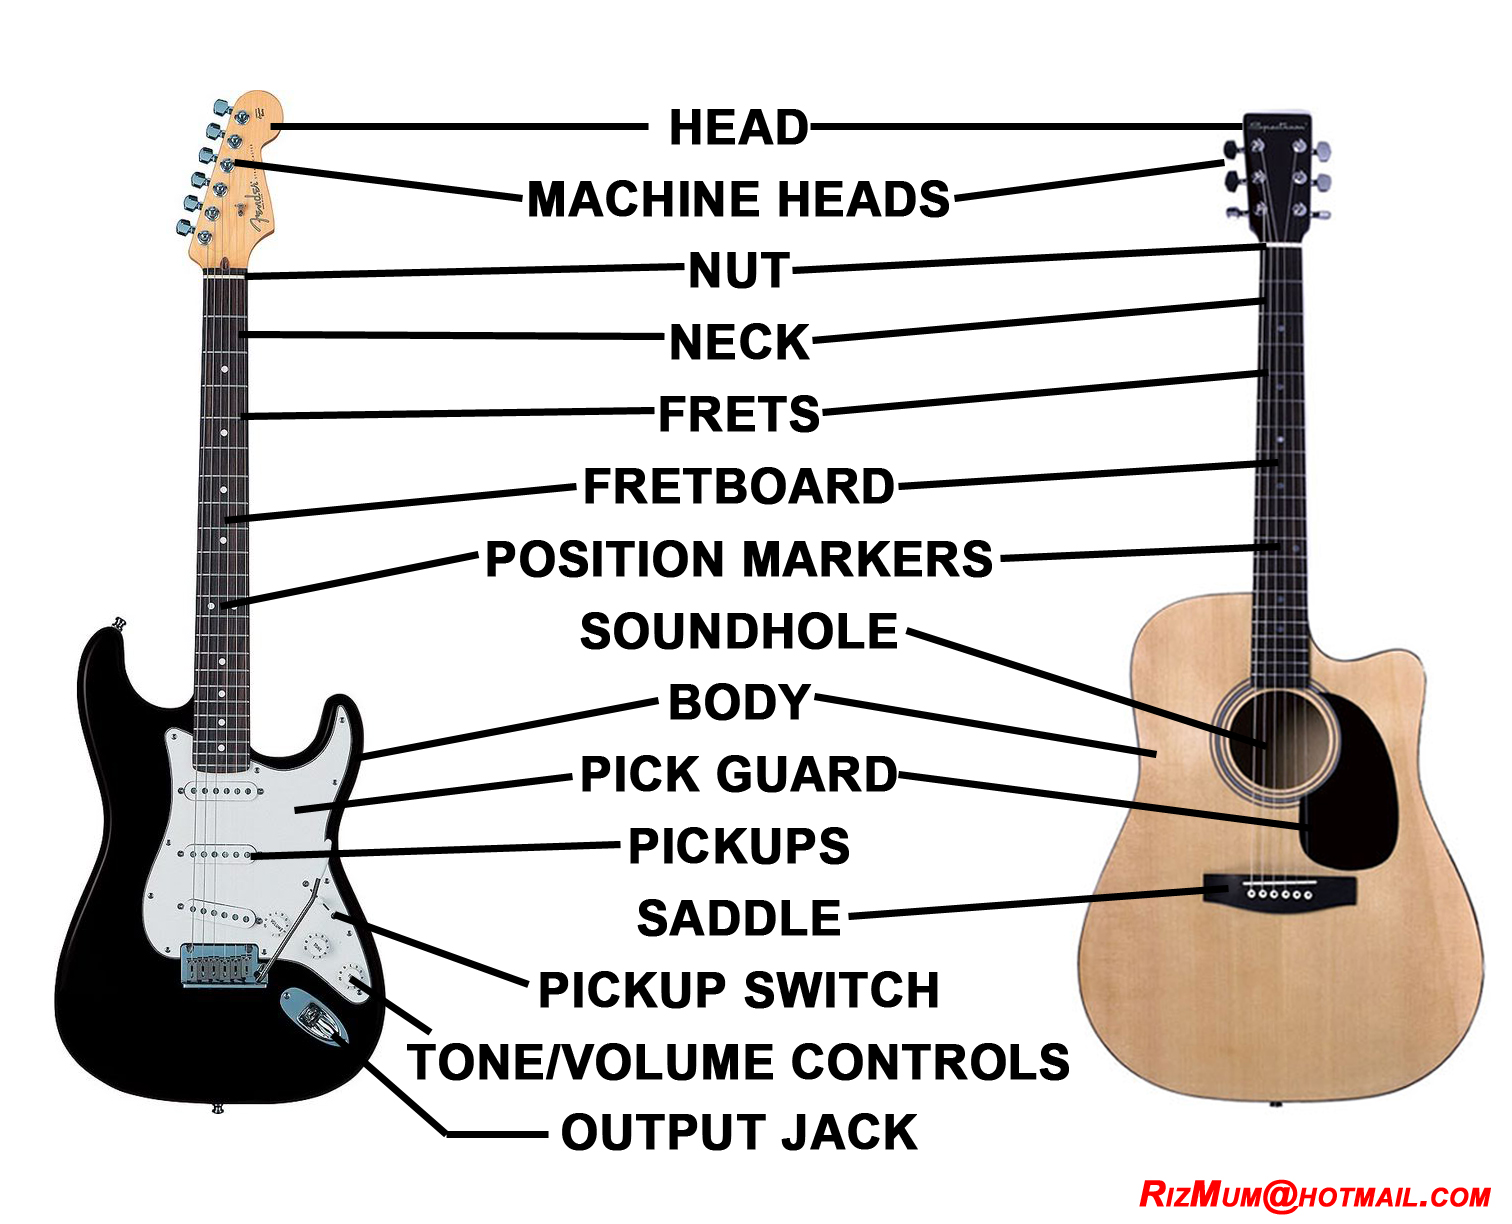 HEAD
MACHINE HEADS
NUT
NECK
FRETS
FRETBOARD
POSITION MARKERS
SOUNDHOLE
BODY
PICK GUARD
PICKUPS
SADDLE
PICKUP SWITCH
TONE/VOLUME CONTROLS
OUTPUT JACK
Fender
RIZMUM@HOTMAIL.COM